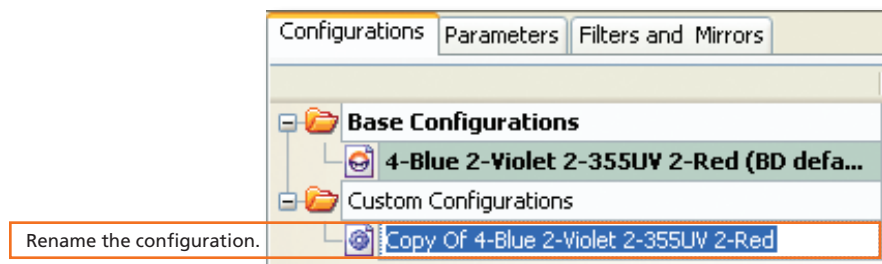 Configurations Parameters Filters and Mirrors
Base Configurations
4-Blue 2-Violet 2-355UV 2-Red (BD defa...
Custom Configurations
Rename the configuration. Copy Of 4-Blue 2-Violet 2-355UV 2-Red